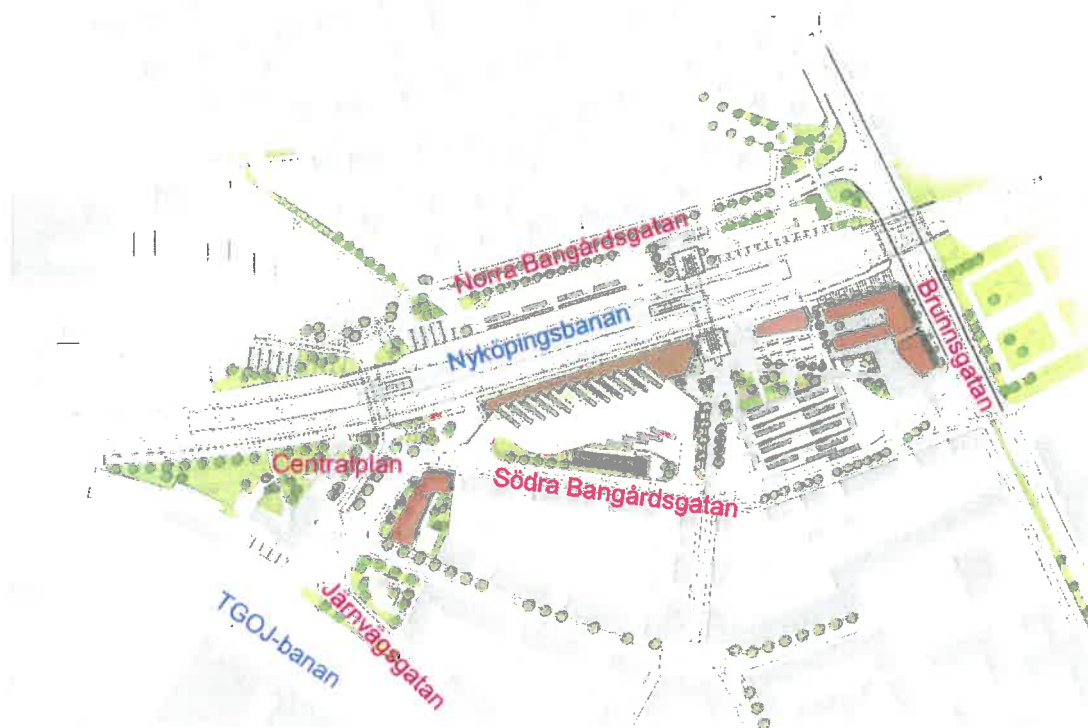 Norra Bangårdsgatan
Nyköpingsbanan
Brunnsgatan
Centralplan
Södra Bangårdsgatan
Järnvägsgatan
TGOJ-banan